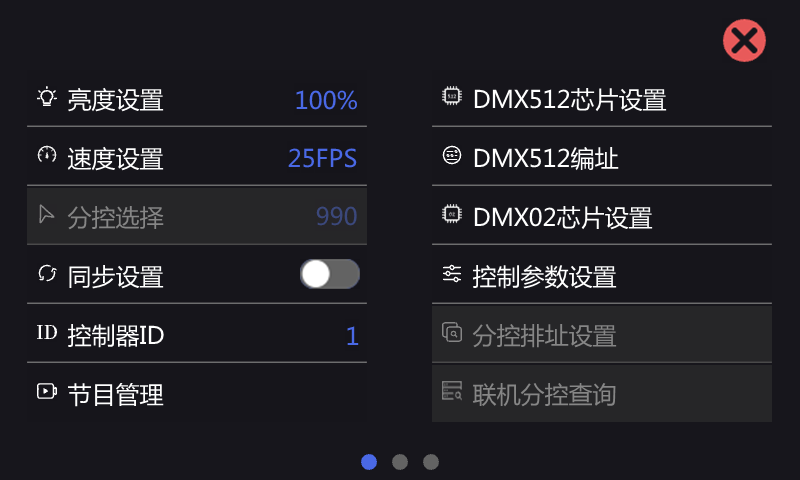 亮度设置 100%
速度设置 25FPS
分控选择 990
同步设置
ID 控制器ID 1
节目管理
DMX512芯片设置
DMX512编址
DMX02芯片设置
控制参数设置
分控排址设置
联机分控查询